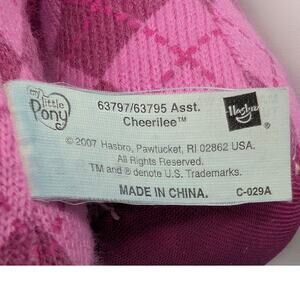 my little Pony
63797/63795 Asst.
Cheerilee™
Hasbro
© 2007 Hasbro, Pawtucket, RI 02862 USA.
All Rights Reserved.
TM and ® denote U.S. Trademarks.
MADE IN CHINA.
C-029A